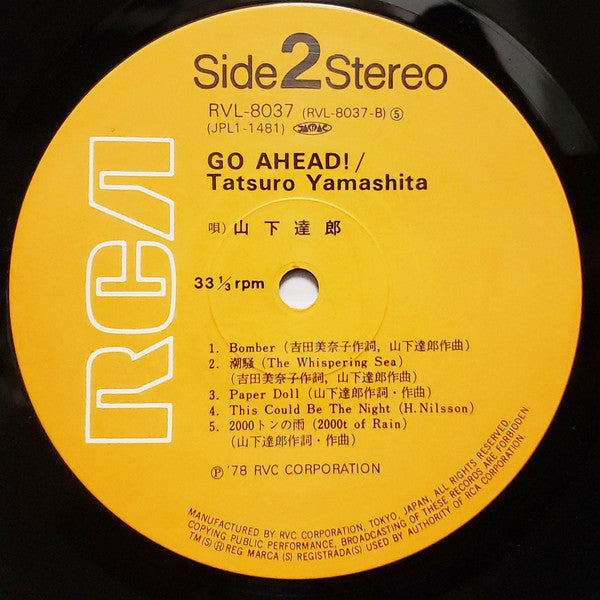 Side 2 Stereo
RVL-8037 (RVL-8037-B) ⑤
(JPL1-1481) JASRAC
GO AHEAD! /
Tatsuro Yamashita
唄) 山下達郎
33 1/3 rpm
RCA
1. Bomber (吉田美奈子作詞, 山下達郎作曲)
2. 潮騒 (The Whispering Sea)
(吉田美奈子作詞, 山下達郎作曲)
3. Paper Doll (山下達郎作詞・作曲)
4. This Could Be The Night (H. Nilsson)
5. 2000トンの雨 (2000t of Rain)
(山下達郎作詞・作曲)
Ⓟ '78 RVC CORPORATION
MANUFACTURED BY RVC CORPORATION, TOKYO, JAPAN, ALL RIGHTS RESERVED.
COPYING PUBLIC PERFORMANCE, BROADCASTING OF THESE RECORDS ARE FORBIDDEN
TM(S) ® REG MARCA (S) REGISTRADA(S) USED BY AUTHORITY OF RCA CORPORATION.